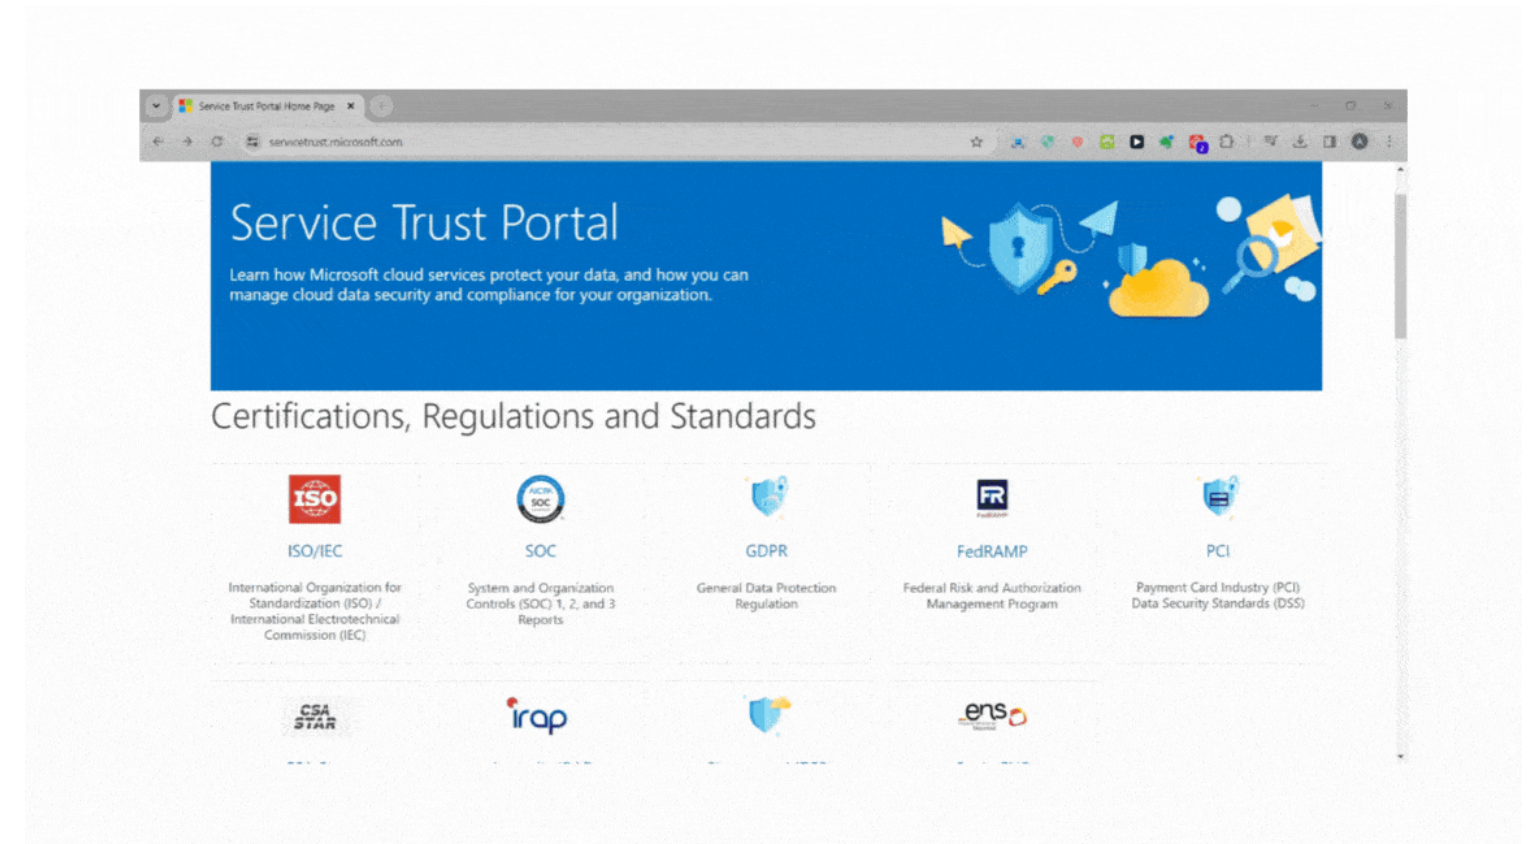 Service Trust Portal Home Page
servicetrust.microsoft.com
Service Trust Portal
Learn how Microsoft cloud services protect your data, and how you can
manage cloud data security and compliance for your organization.
Certifications, Regulations and Standards
ISO
AICPA
SOC
FR
FedRAMP
ISO/IEC
SOC
GDPR
FedRAMP
PCI
International Organization for
Standardization (ISO) /
International Electrotechnical
Commission (IEC)
System and Organization
Controls (SOC) 1, 2, and 3
Reports
General Data Protection
Regulation
Federal Risk and Authorization
Management Program
Payment Card Industry (PCI)
Data Security Standards (DSS)
CSA
STAR
irap
ens